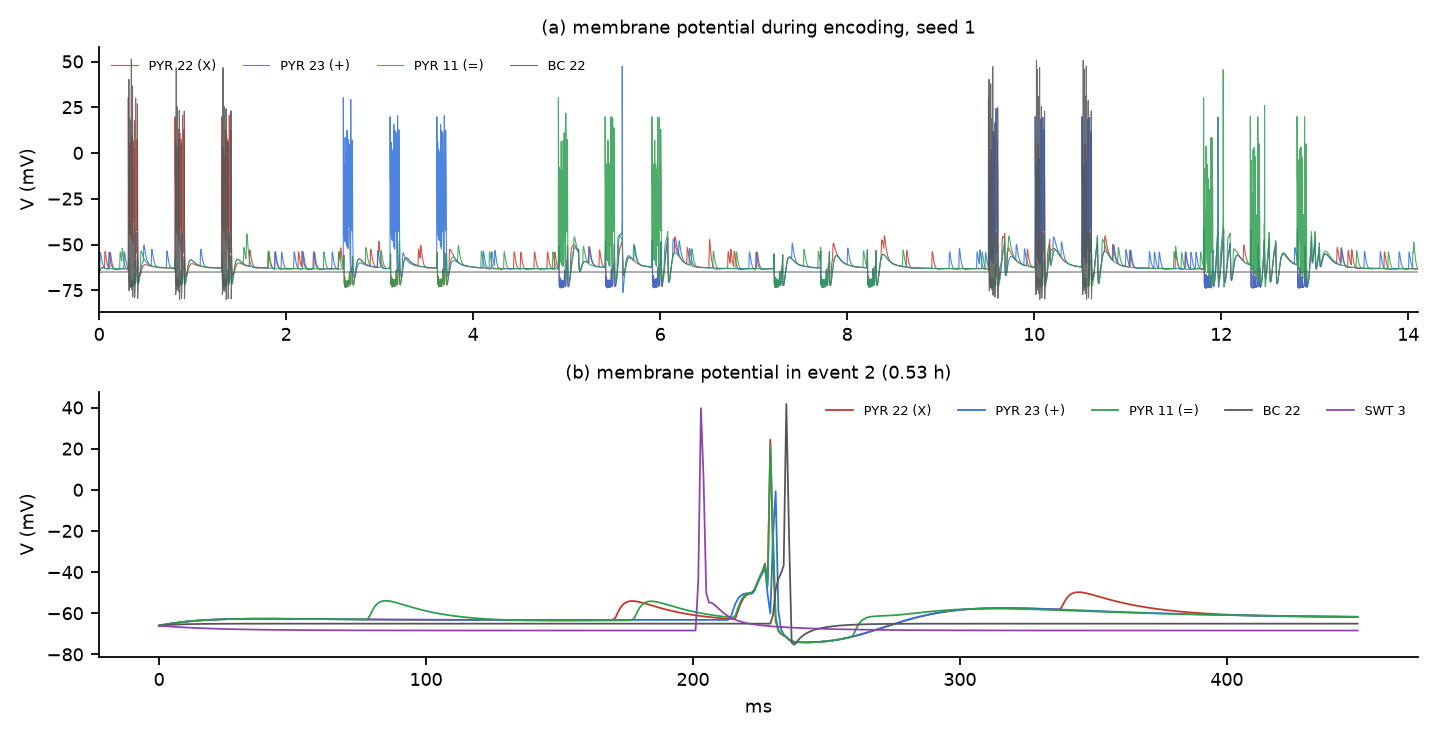 (a) membrane potential during encoding, seed 1
PYR 22 (X) PYR 23 (+) PYR 11 (=) BC 22
V (mV)
50
25
0
−25
−50
−75
0 2 4 6 8 10 12 14
(b) membrane potential in event 2 (0.53 h)
PYR 22 (X) PYR 23 (+) PYR 11 (=) BC 22 SWT 3
V (mV)
40
20
0
−20
−40
−60
−80
0 100 200 300 400
ms